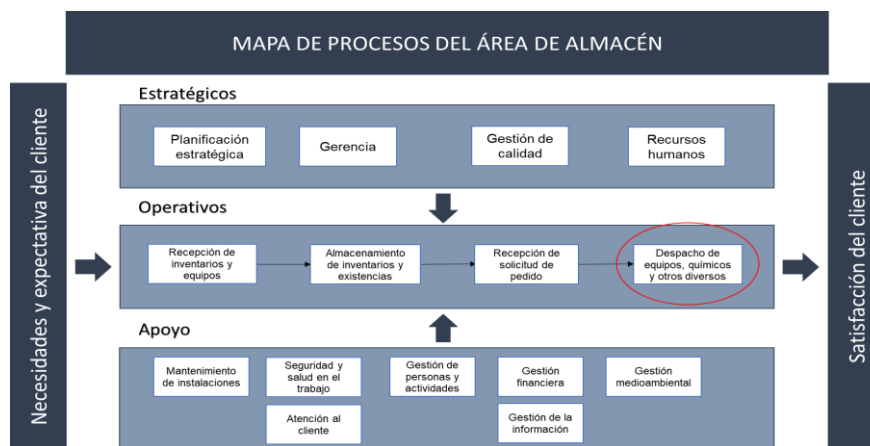 MAPA DE PROCESOS DEL ÁREA DE ALMACÉN
Necesidades y expectativa del cliente
Estratégicos
Planificación
estratégica
Gerencia
Gestión de
calidad
Recursos
humanos
Operativos
Recepción de
inventarios y
equipos
Almacenamiento
de inventarios y
existencias
Recepción de
solicitud de
pedido
Despacho de
equipos, químicos
y otros diversos
Apoyo
Mantenimiento
de instalaciones
Seguridad y
salud en el
trabajo
Gestión de
personas y
actividades
Gestión
financiera
Gestión
medioambiental
Atención al
cliente
Gestión de la
información
Satisfacción del cliente